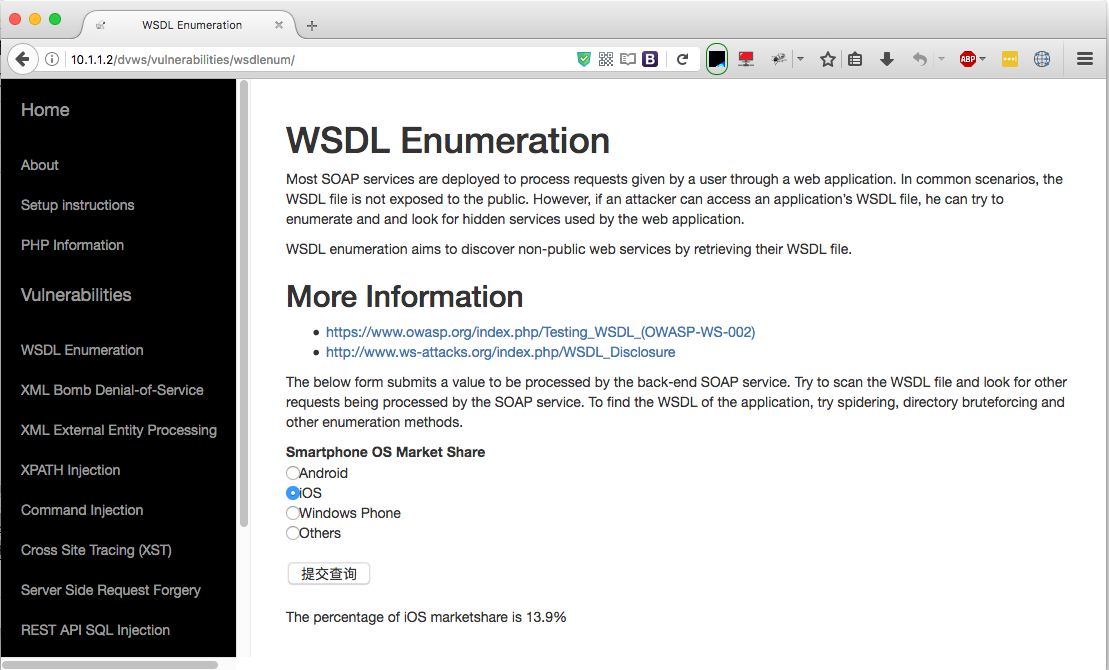 WSDL Enumeration
10.1.1.2/dvws/vulnerabilities/wsdlenum/
B
ABP
Home
About
Setup instructions
PHP Information
Vulnerabilities
WSDL Enumeration
XML Bomb Denial-of-Service
XML External Entity Processing
XPATH Injection
Command Injection
Cross Site Tracing (XST)
Server Side Request Forgery
REST API SQL Injection
WSDL Enumeration
Most SOAP services are deployed to process requests given by a user through a web application. In common scenarios, the
WSDL file is not exposed to the public. However, if an attacker can access an application's WSDL file, he can try to
enumerate and and look for hidden services used by the web application.
WSDL enumeration aims to discover non-public web services by retrieving their WSDL file.
More Information
https://www.owasp.org/index.php/Testing_WSDL_(OWASP-WS-002)
http://www.ws-attacks.org/index.php/WSDL_Disclosure
The below form submits a value to be processed by the back-end SOAP service. Try to scan the WSDL file and look for other
requests being processed by the SOAP service. To find the WSDL of the application, try spidering, directory bruteforcing and
other enumeration methods.
Smartphone OS Market Share
Android
iOS
Windows Phone
Others
提交查询
The percentage of iOS marketshare is 13.9%